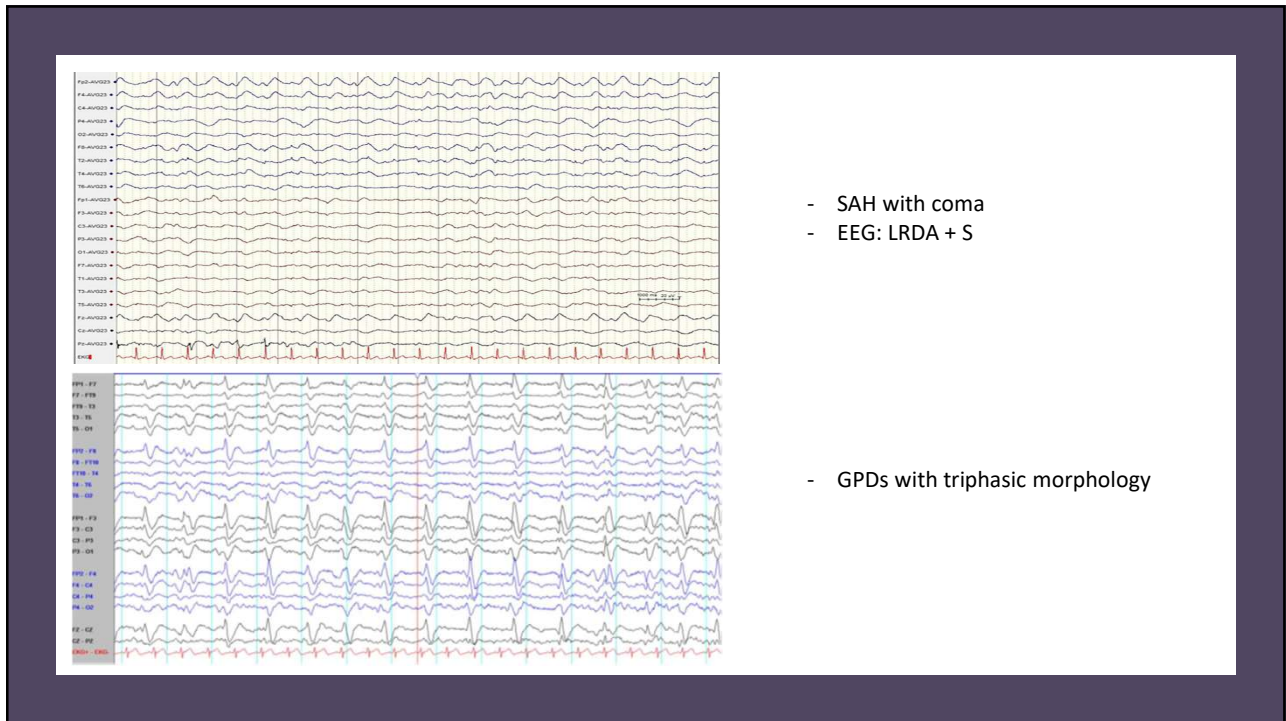 Fp2-AVG23
F4-AVG23
C4-AVG23
P4-AVG23
O2-AVG23
F8-AVG23
T2-AVG23
T4-AVG23
T6-AVG23
Fp1-AVG23
F3-AVG23
C3-AVG23
P3-AVG23
O1-AVG23
F7-AVG23
T1-AVG23
T3-AVG23
T5-AVG23
Fz-AVG23
Cz-AVG23
Pz-AVG23
EKG
- SAH with coma
- EEG: LRDA + S
FP1 - F7
F7 - FT9
FT9 - T3
T3 - T5
T5 - O1
FP2 - F8
F8 - FT10
FT10 - T4
T4 - T6
T6 - O2
FP1 - F3
F3 - C3
C3 - P3
P3 - O1
FP2 - F4
F4 - C4
C4 - P4
P4 - O2
FZ - CZ
CZ - PZ
EKG+ - EKG-
- GPDs with triphasic morphology